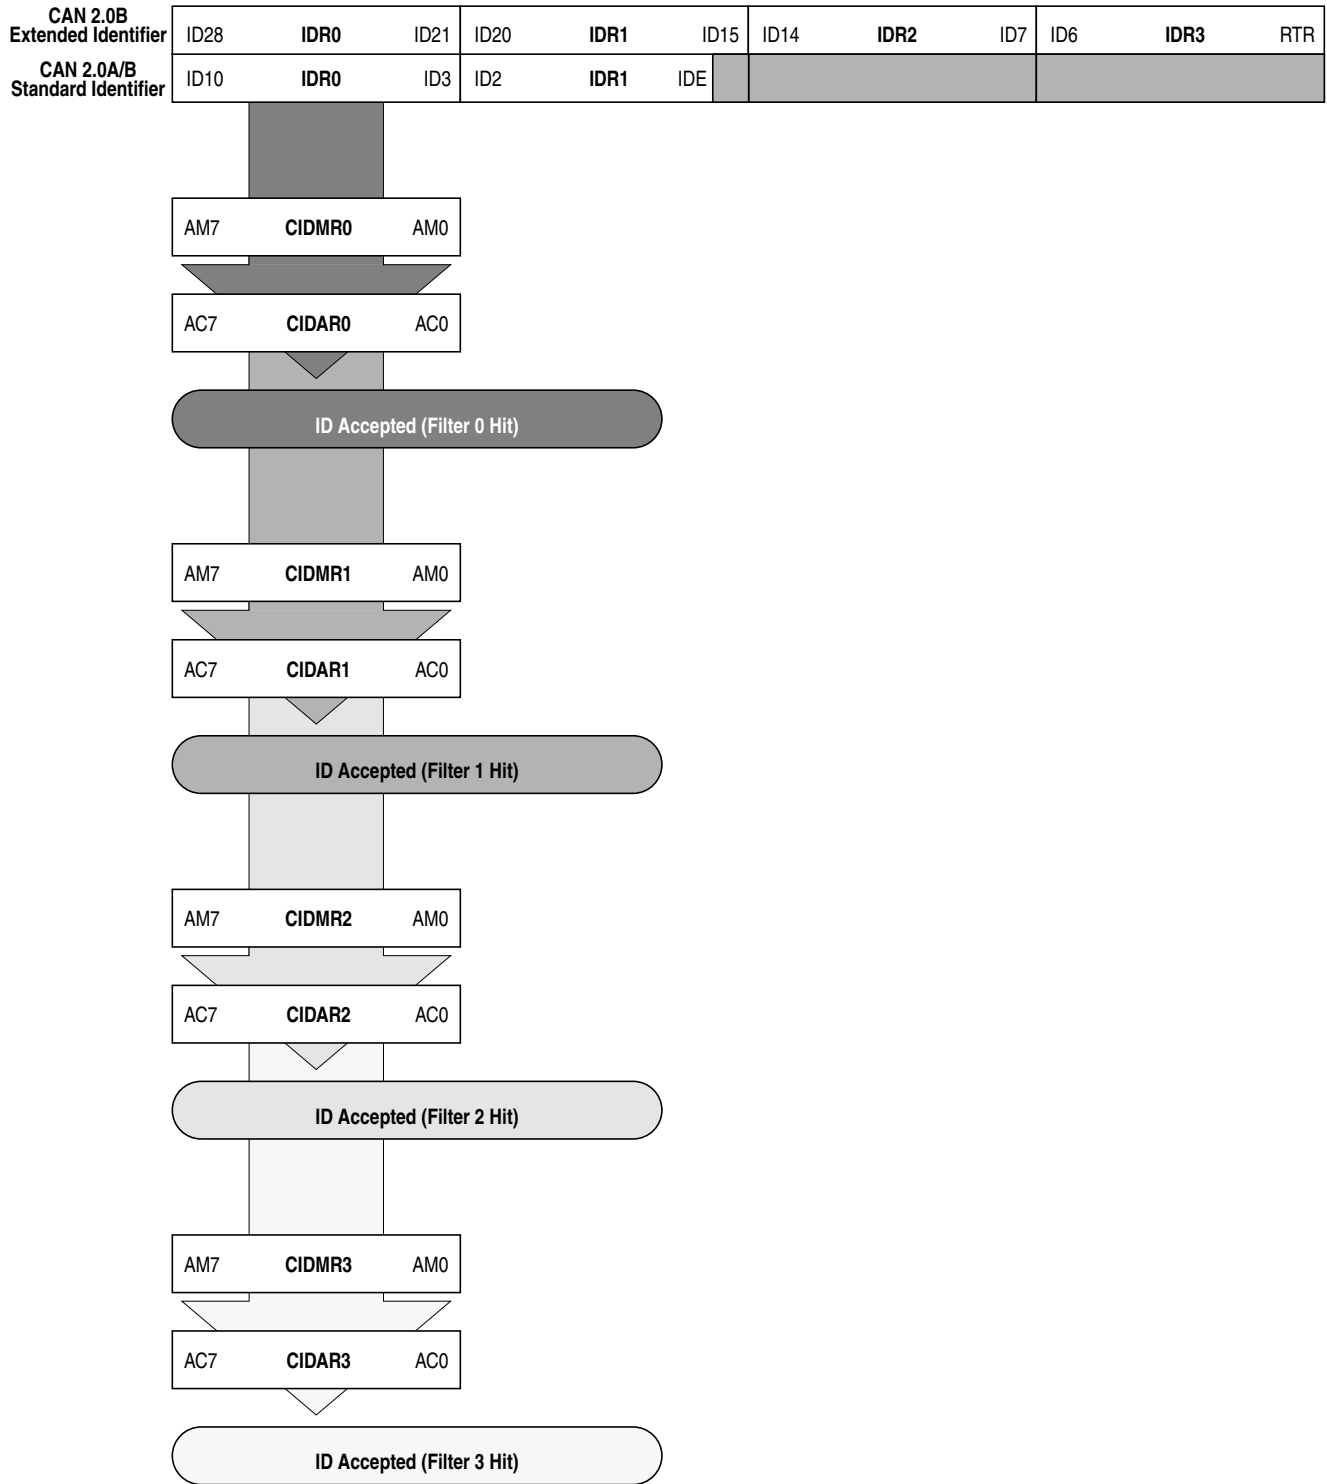 CAN 2.0B
Extended Identifier
ID28 IDR0 ID21 ID20 IDR1 ID15 ID14 IDR2 ID7 ID6 IDR3 RTR
CAN 2.0A/B
Standard Identifier
ID10 IDR0 ID3 ID2 IDR1 IDE
AM7 CIDMR0 AM0
AC7 CIDAR0 AC0
ID Accepted (Filter 0 Hit)
AM7 CIDMR1 AM0
AC7 CIDAR1 AC0
ID Accepted (Filter 1 Hit)
AM7 CIDMR2 AM0
AC7 CIDAR2 AC0
ID Accepted (Filter 2 Hit)
AM7 CIDMR3 AM0
AC7 CIDAR3 AC0
ID Accepted (Filter 3 Hit)